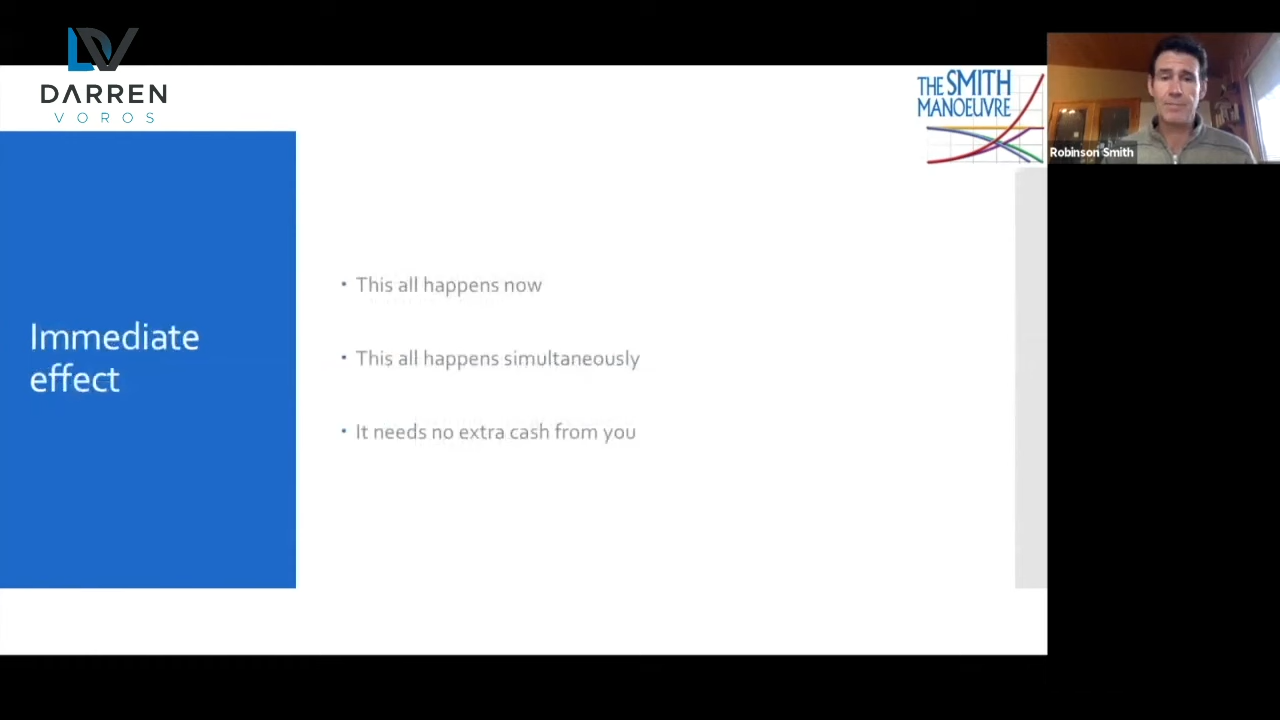 DARREN
VOROS
THE SMITH
MANOEUVRE
Robinson Smith
Immediate
effect
• This all happens now
• This all happens simultaneously
• It needs no extra cash from you